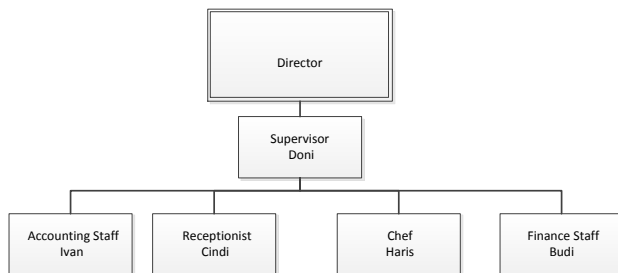 Director
Supervisor
Doni
Accounting Staff
Ivan
Receptionist
Cindi
Chef
Haris
Finance Staff
Budi